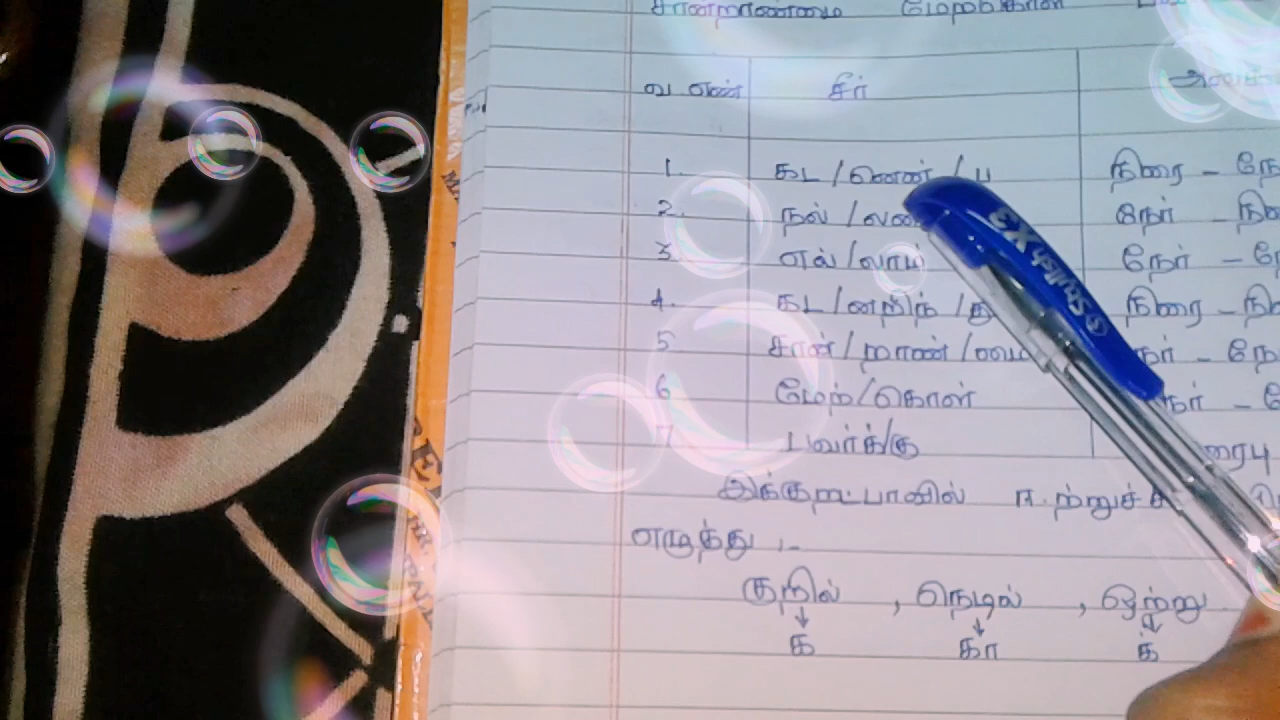 சான்றாண்மை மேற்கொள்
வ.எண் சீர்
1. கட/னென்/ப நிரை – நே
2. நல்/லவை நேர் – நி
3 எல்/லாம் நேர் – நே
4. கட/னறிந்/து நிரை – நி
5 சான்/றாண்/மை நேர் – நே
6 மேற்/கொள் நேர் – நே
7 பவர்க்/கு ரைபு
இக்குறட்பாவில் ஈற்றுச்
எழுத்து :-
குறில் , நெடில் , ஒற்று
க கா க்